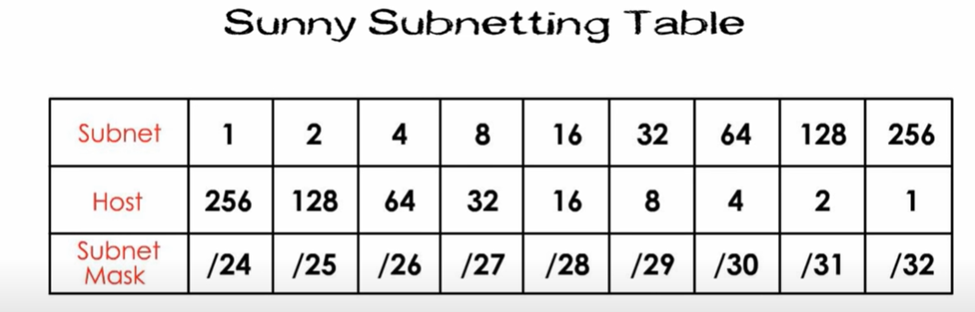 Sunny Subnetting Table
Subnet 1 2 4 8 16 32 64 128 256
Host 256 128 64 32 16 8 4 2 1
Subnet Mask /24 /25 /26 /27 /28 /29 /30 /31 /32